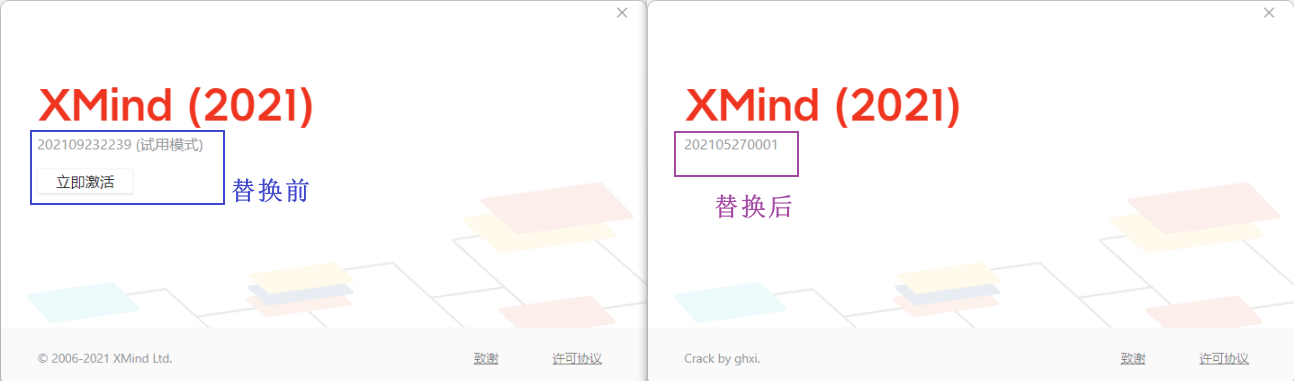 XMind (2021)
202109232239 (试用模式)
立即激活
替换前
© 2006-2021 XMind Ltd.
致谢
许可协议
XMind (2021)
202105270001
替换后
Crack by ghxi.
致谢
许可协议